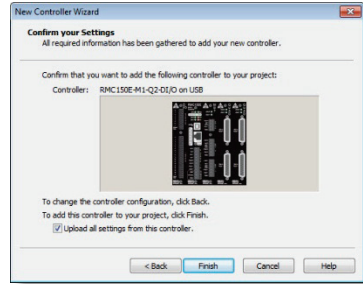 New Controller Wizard
Confirm your Settings
All required information has been gathered to add your new controller.
Confirm that you want to add the following controller to your project:
Controller: RMC150E-M1-Q2-DI/O on USB
To change the controller configuration, click Back.
To add this controller to your project, click Finish.
Upload all settings from this controller.
< Back Finish Cancel Help